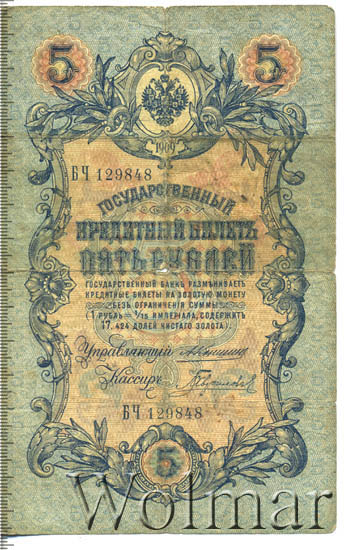 5 5
1909
БЧ 129848
ГОСУДАРСТВЕННЫЙ
КРЕДИТНЫЙ БИЛЕТЪ
ПЯТЬ РУБЛЕЙ
ГОСУДАРСТВЕННЫЙ БАНКЪ РАЗМѢНИВАЕТЪ
КРЕДИТНЫЕ БИЛЕТЫ НА ЗОЛОТУЮ МОНЕТУ
БЕЗЪ ОГРАНИЧЕНІЯ СУММЫ
(1 РУБЛЬ = 1/15 ИМПЕРІАЛА, СОДЕРЖИТЪ
17,424 ДОЛЕЙ ЧИСТАГО ЗОЛОТА).
Управляющій
Кассиръ
БЧ 129848
5
Wolmar